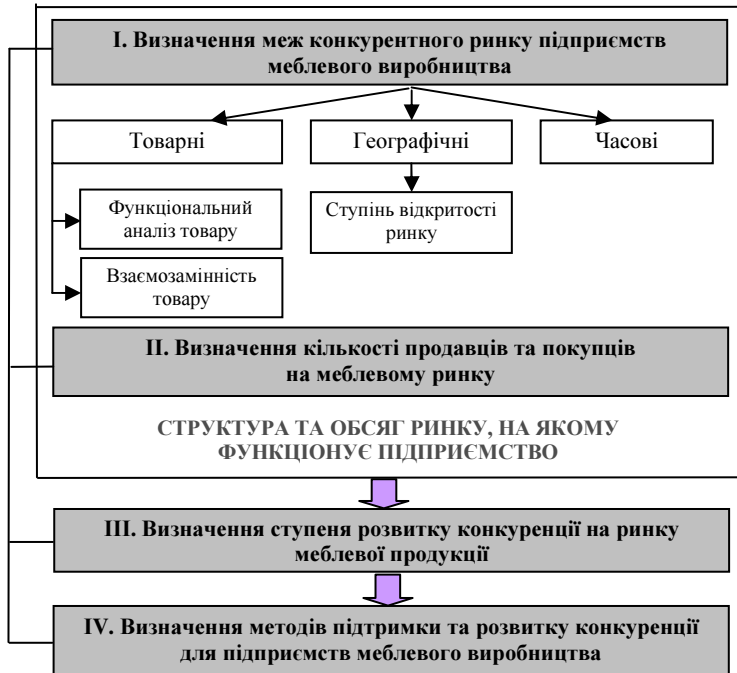 І. Визначення меж конкурентного ринку підприємств
меблевого виробництва
Товарні
Географічні
Часові
Функціональний
аналіз товару
Ступінь відкритості
ринку
Взаємозамінність
товару
ІІ. Визначення кількості продавців та покупців
на меблевому ринку
СТРУКТУРА ТА ОБСЯГ РИНКУ, НА ЯКОМУ
ФУНКЦІОНУЄ ПІДПРИЄМСТВО
ІІІ. Визначення ступеня розвитку конкуренції на ринку
меблевої продукції
IV. Визначення методів підтримки та розвитку конкуренції
для підприємств меблевого виробництва